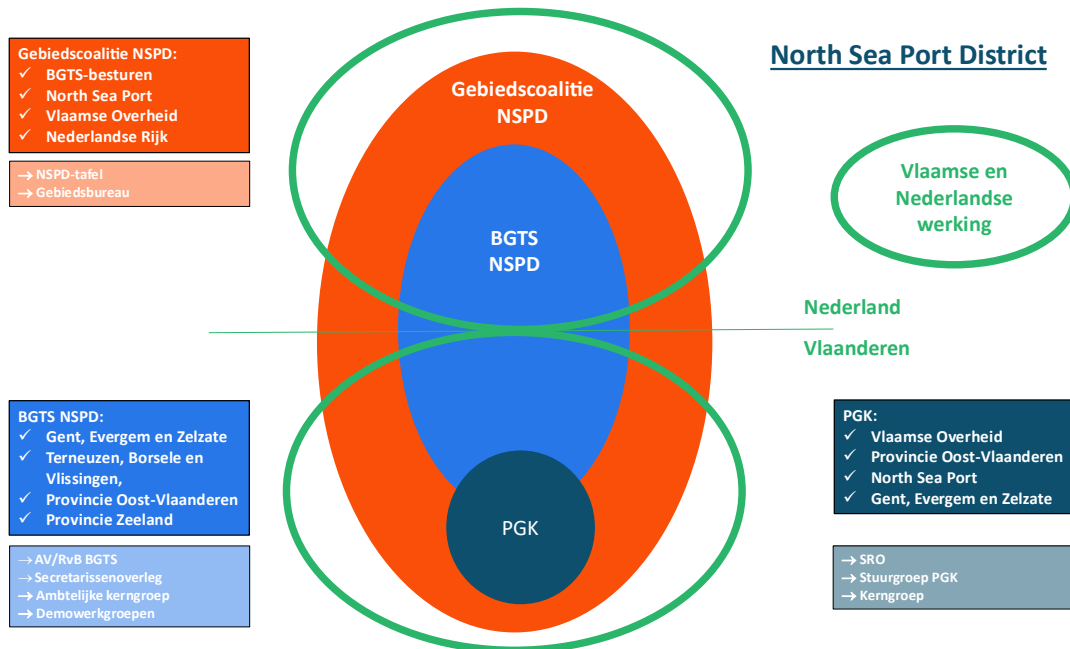 North Sea Port District
Gebiedscoalitie NSPD:
✓ BGTS-besturen
✓ North Sea Port
✓ Vlaamse Overheid
✓ Nederlandse Rijk
→ NSPD-tafel
→ Gebiedsbureau
Gebiedscoalitie
NSPD
BGTS
NSPD
PGK
Vlaamse en
Nederlandse
werking
Nederland
Vlaanderen
BGTS NSPD:
✓ Gent, Evergem en Zelzate
✓ Terneuzen, Borsele en
Vlissingen,
✓ Provincie Oost-Vlaanderen
✓ Provincie Zeeland
→ AV/RvB BGTS
→ Secretarissenoverleg
→ Ambtelijke kerngroep
→ Demowerkgroepen
PGK:
✓ Vlaamse Overheid
✓ Provincie Oost-Vlaanderen
✓ North Sea Port
✓ Gent, Evergem en Zelzate
→ SRO
→ Stuurgroep PGK
→ Kerngroep